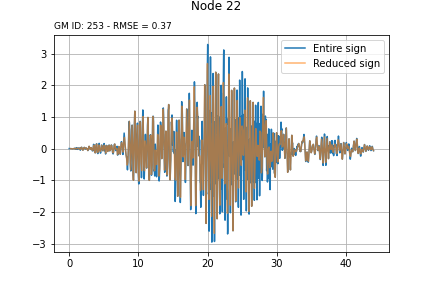 Node 22
GM ID: 253 - RMSE = 0.37
Entire sign
Reduced sign
3
2
1
0
−1
−2
−3
0 10 20 30 40